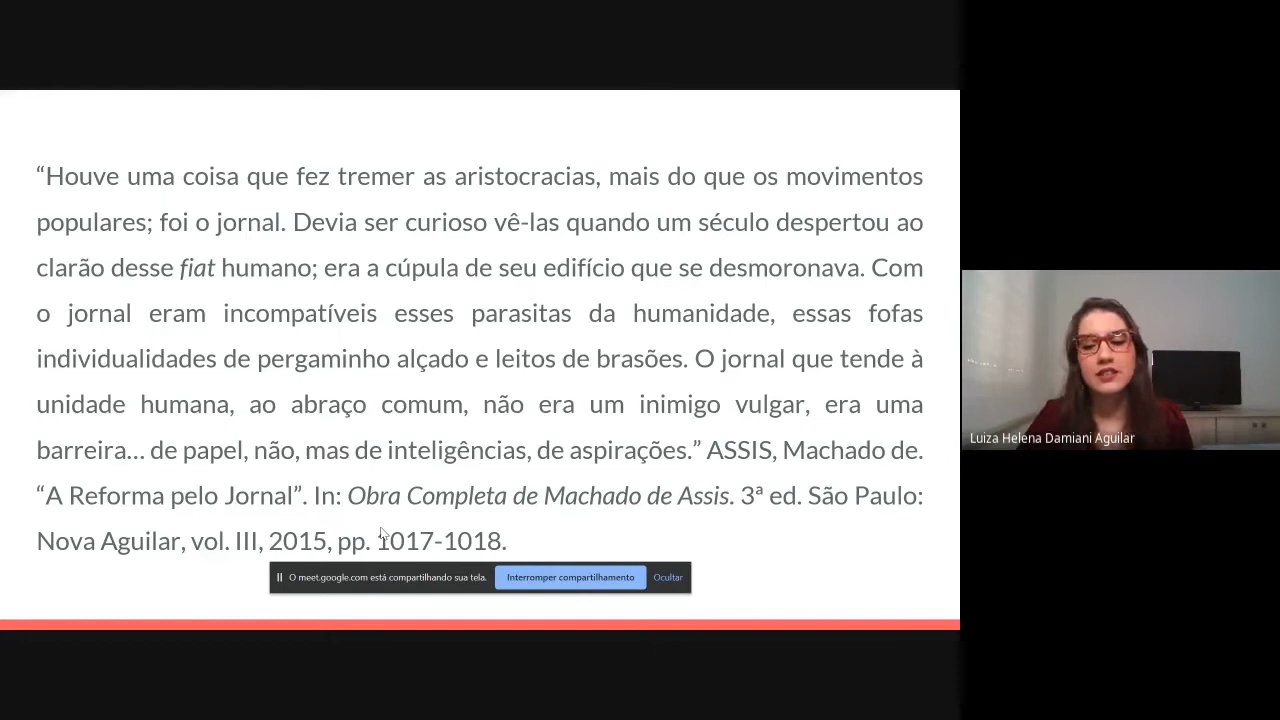 “Houve uma coisa que fez tremer as aristocracias, mais do que os movimentos
populares; foi o jornal. Devia ser curioso vê-las quando um século despertou ao
clarão desse fiat humano; era a cúpula de seu edifício que se desmoronava. Com
o jornal eram incompatíveis esses parasitas da humanidade, essas fofas
individualidades de pergaminho alçado e leitos de brasões. O jornal que tende à
unidade humana, ao abraço comum, não era um inimigo vulgar, era uma
barreira... de papel, não, mas de inteligências, de aspirações.” ASSIS, Machado de.
“A Reforma pelo Jornal”. In: Obra Completa de Machado de Assis. 3ª ed. São Paulo:
Nova Aguilar, vol. III, 2015, pp. 1017-1018.
O meet.google.com está compartilhando sua tela. Interromper compartilhamento Ocultar
Luiza Helena Damiani Aguilar